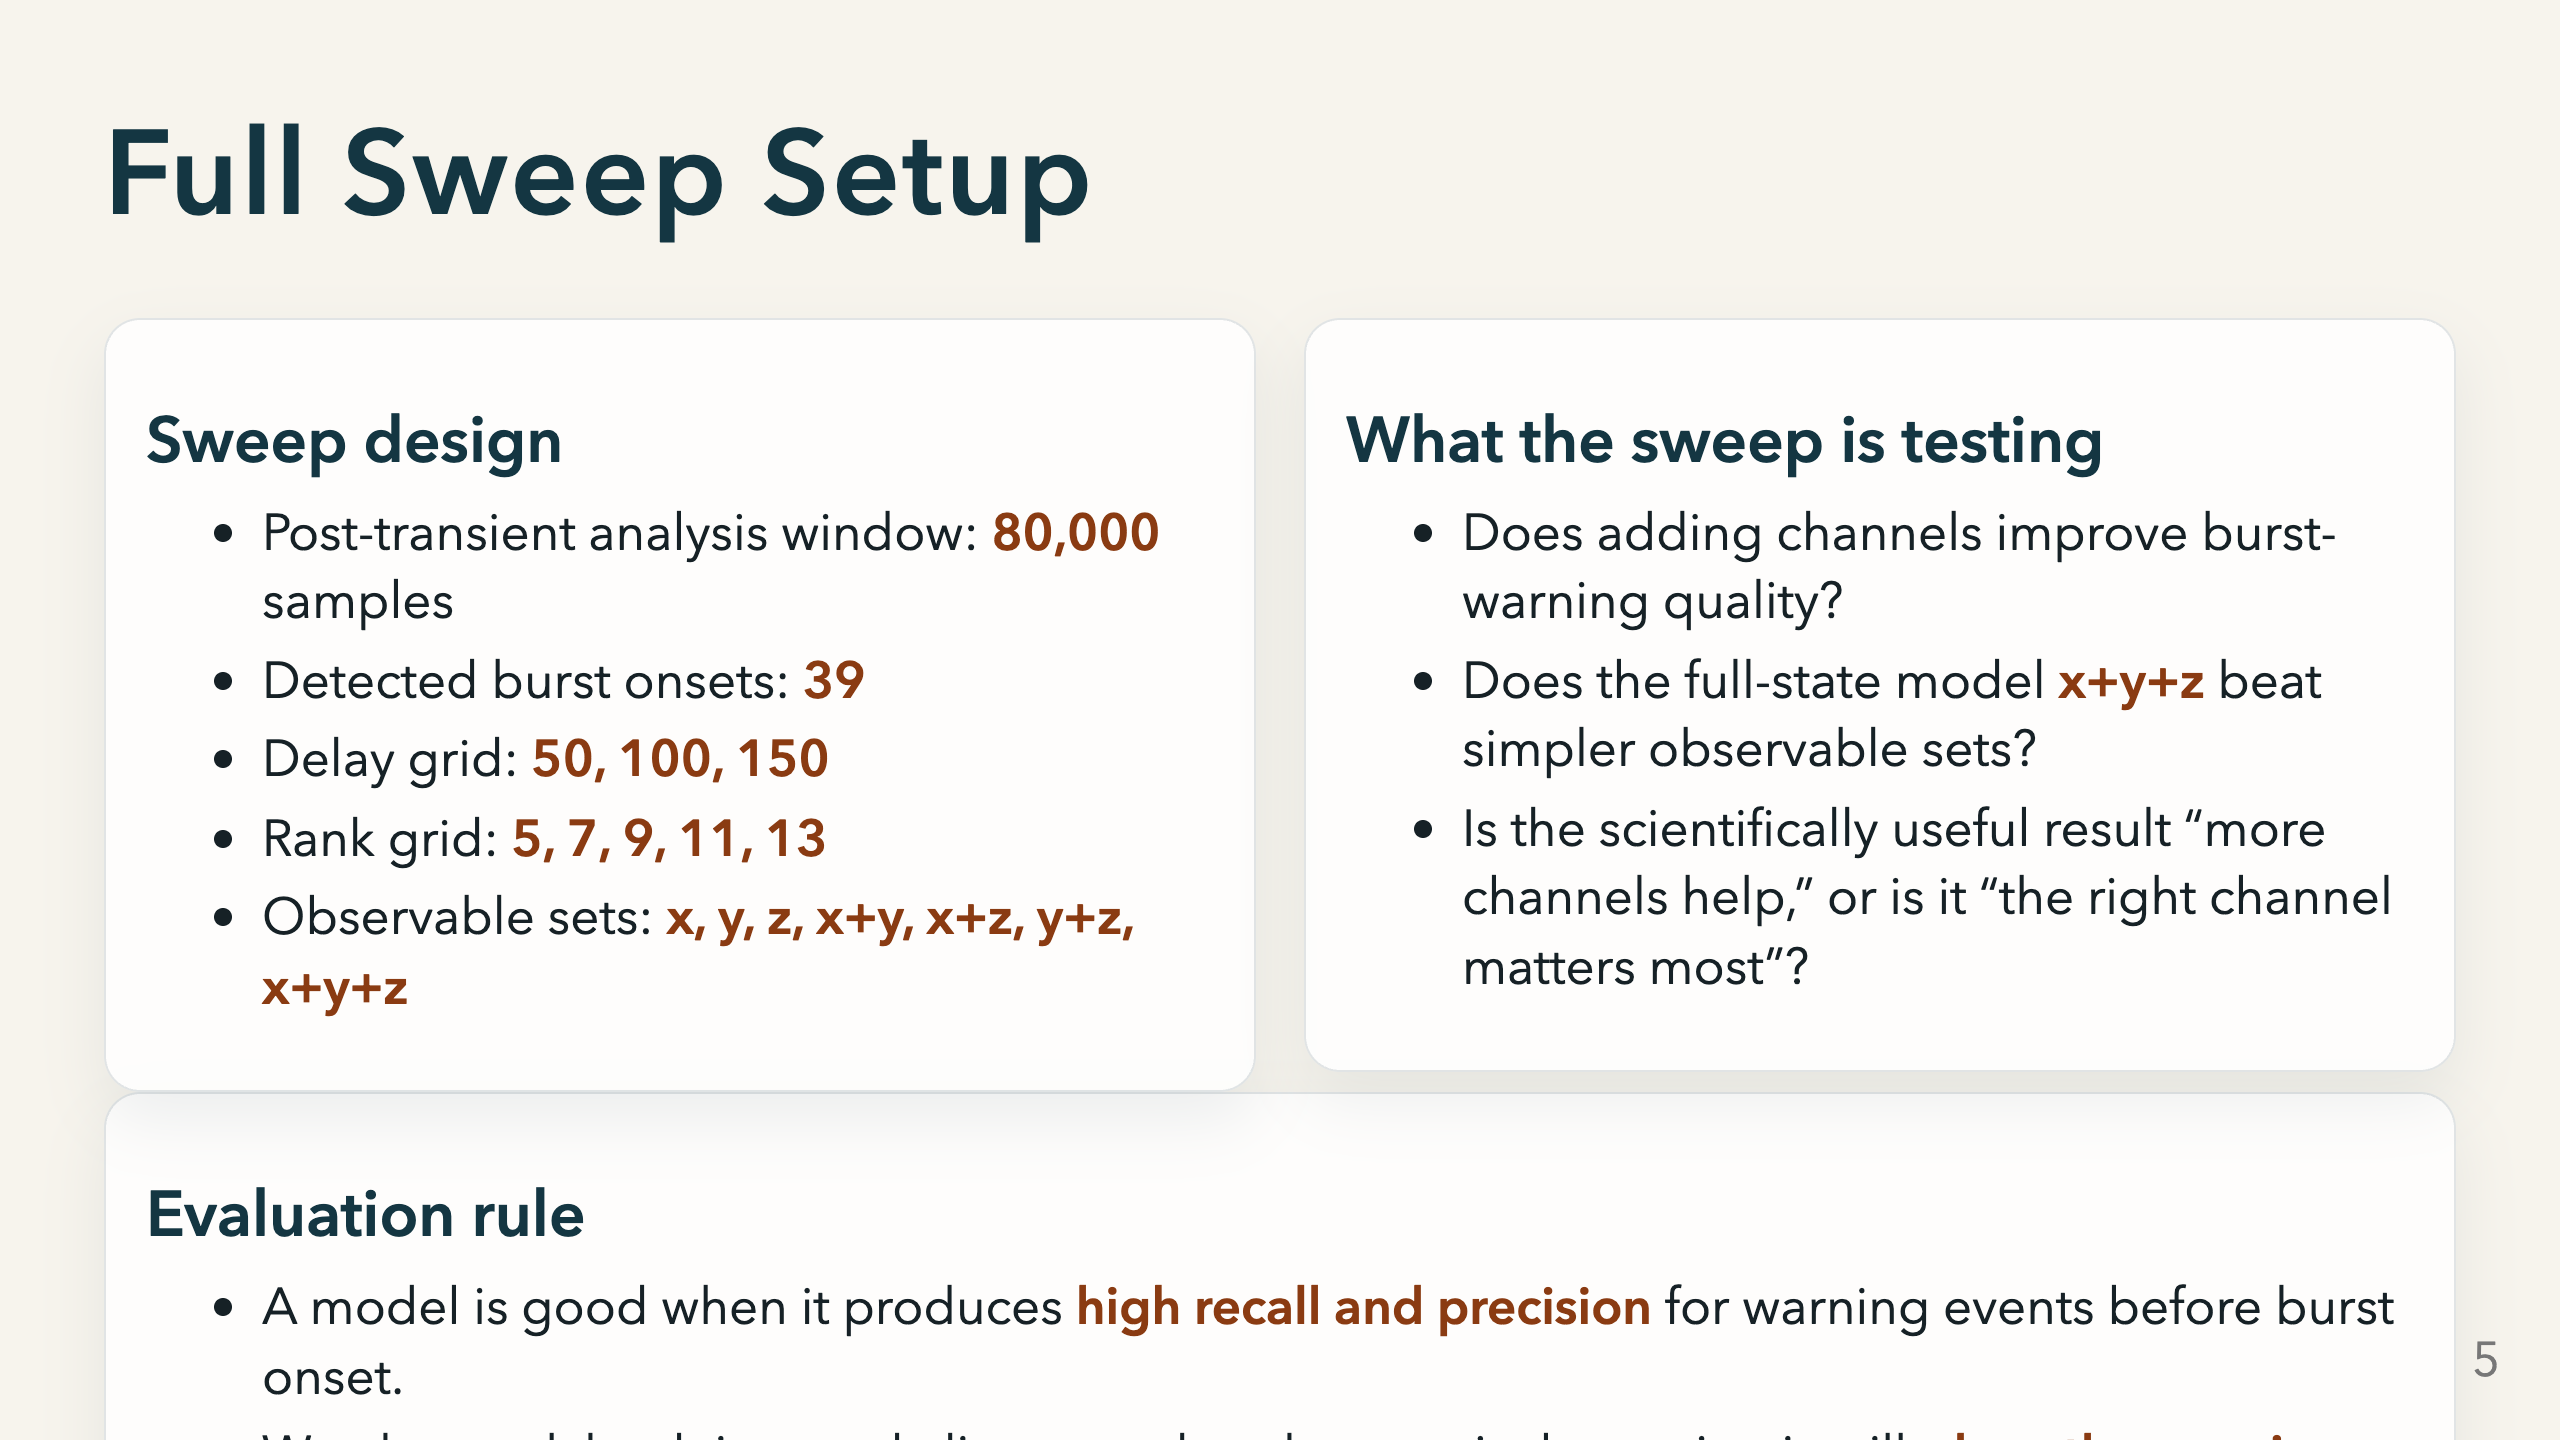 Full Sweep Setup
Sweep design
• Post-transient analysis window: 80,000
samples
• Detected burst onsets: 39
• Delay grid: 50, 100, 150
• Rank grid: 5, 7, 9, 11, 13
• Observable sets: x, y, z, x+y, x+z, y+z,
x+y+z
What the sweep is testing
• Does adding channels improve burst-
warning quality?
• Does the full-state model x+y+z beat
simpler observable sets?
• Is the scientifically useful result “more
channels help,” or is it “the right channel
matters most”?
Evaluation rule
• A model is good when it produces high recall and precision for warning events before burst
onset.
5